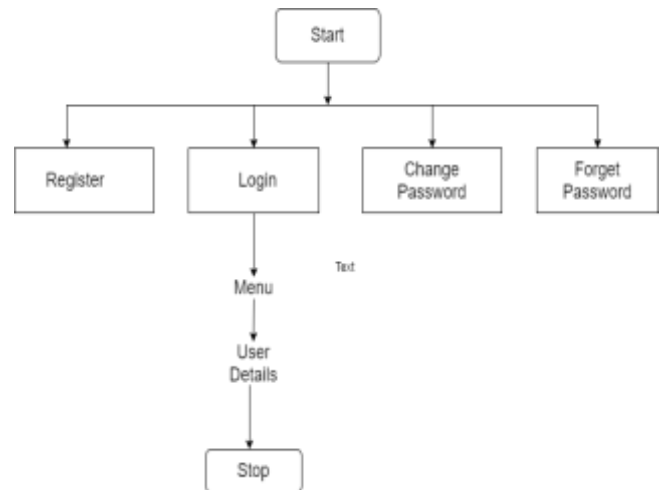 Start
Register
Login
Change
Password
Forget
Password
Text
Menu
User
Details
Stop